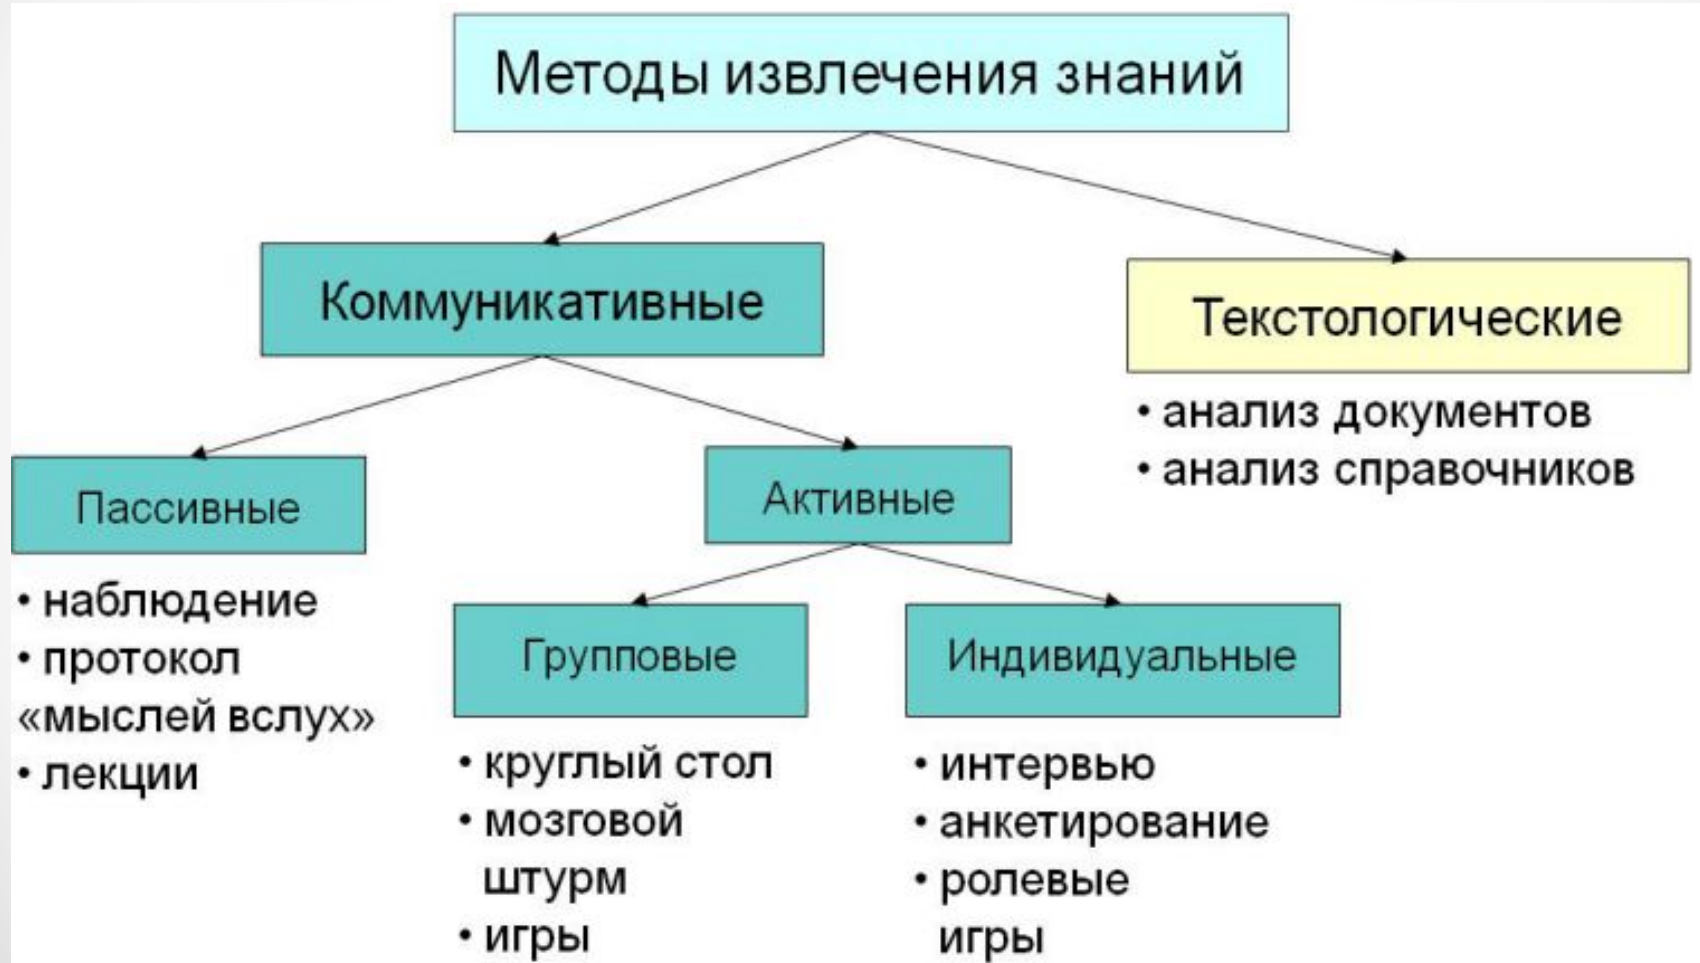 Методы извлечения знаний
Коммуникативные
Текстологические
• анализ документов
• анализ справочников
Пассивные
• наблюдение
• протокол
«мыслей вслух»
• лекции
Активные
Групповые
• круглый стол
• мозговой
штурм
• игры
Индивидуальные
• интервью
• анкетирование
• ролевые
игры